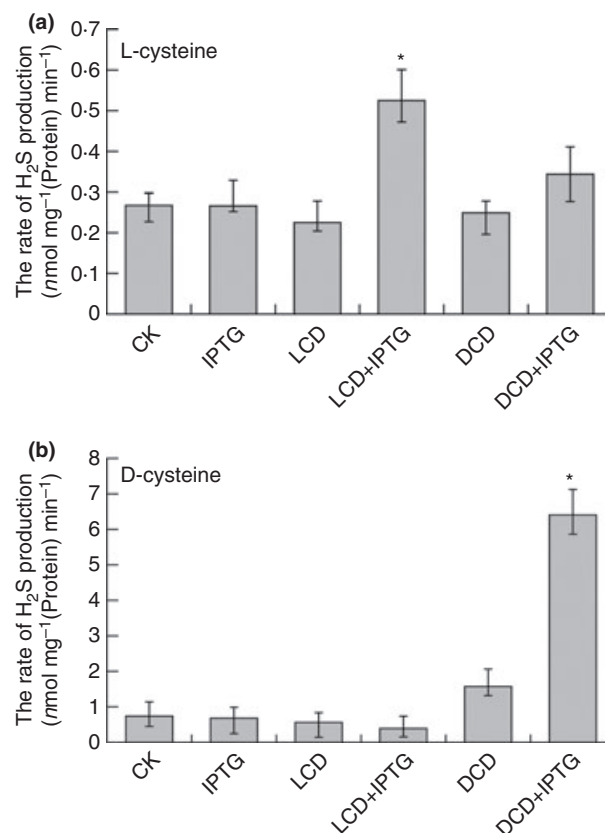 (a)
L-cysteine
The rate of H₂S production
(nmol mg⁻¹(Protein) min⁻¹)
0·7
0·6
0·5
0·4
0·3
0·2
0·1
0
*
CK
IPTG
LCD
LCD+IPTG
DCD
DCD+IPTG
(b)
D-cysteine
The rate of H₂S production
(nmol mg⁻¹(Protein) min⁻¹)
8
7
6
5
4
3
2
1
0
*
CK
IPTG
LCD
LCD+IPTG
DCD
DCD+IPTG